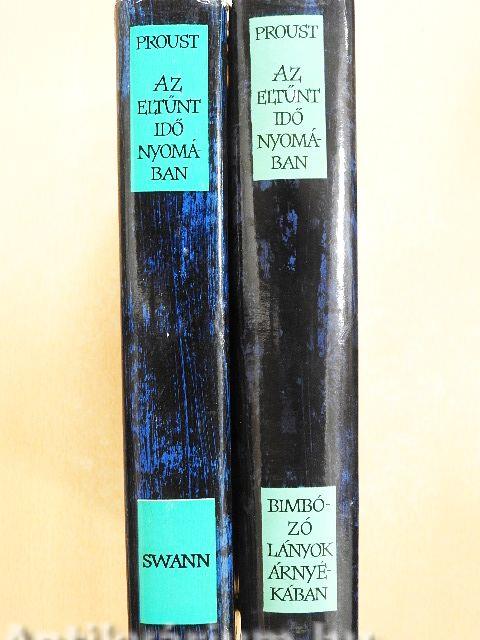 PROUST
AZ
ELTŰNT
IDŐ
NYOMÁ-
BAN
SWANN
PROUST
AZ
ELTŰNT
IDŐ
NYOMÁ-
BAN
BIMBÓ-
ZÓ
LÁNYOK
ÁRNYÉ-
KÁBAN